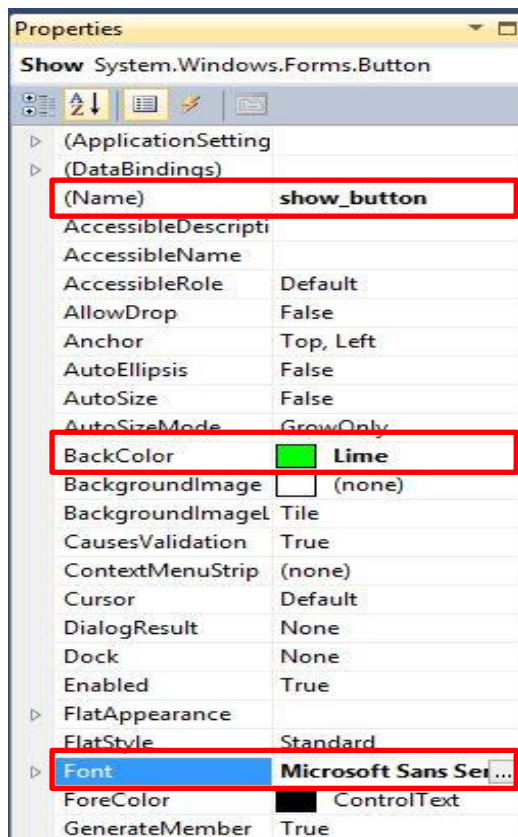 Properties
Show System.Windows.Forms.Button
(ApplicationSetting
(DataBindings)
(Name) show_button
AccessibleDescripti
AccessibleName
AccessibleRole Default
AllowDrop False
Anchor Top, Left
AutoEllipsis False
AutoSize False
AutoSizeMode GrowOnly
BackColor Lime
BackgroundImage (none)
BackgroundImageL Tile
CausesValidation True
ContextMenuStrip (none)
Cursor Default
DialogResult None
Dock None
Enabled True
FlatAppearance
FlatStyle Standard
Font Microsoft Sans Ser ...
ForeColor ControlText
GenerateMember True